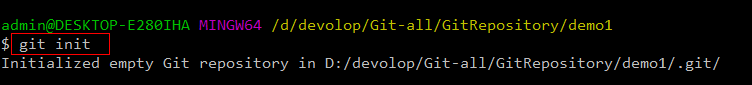 admin@DESKTOP-E280IHA MINGW64 /d/devolop/Git-all/GitRepository/demo1
$ git init
Initialized empty Git repository in D:/devolop/Git-all/GitRepository/demo1/.git/